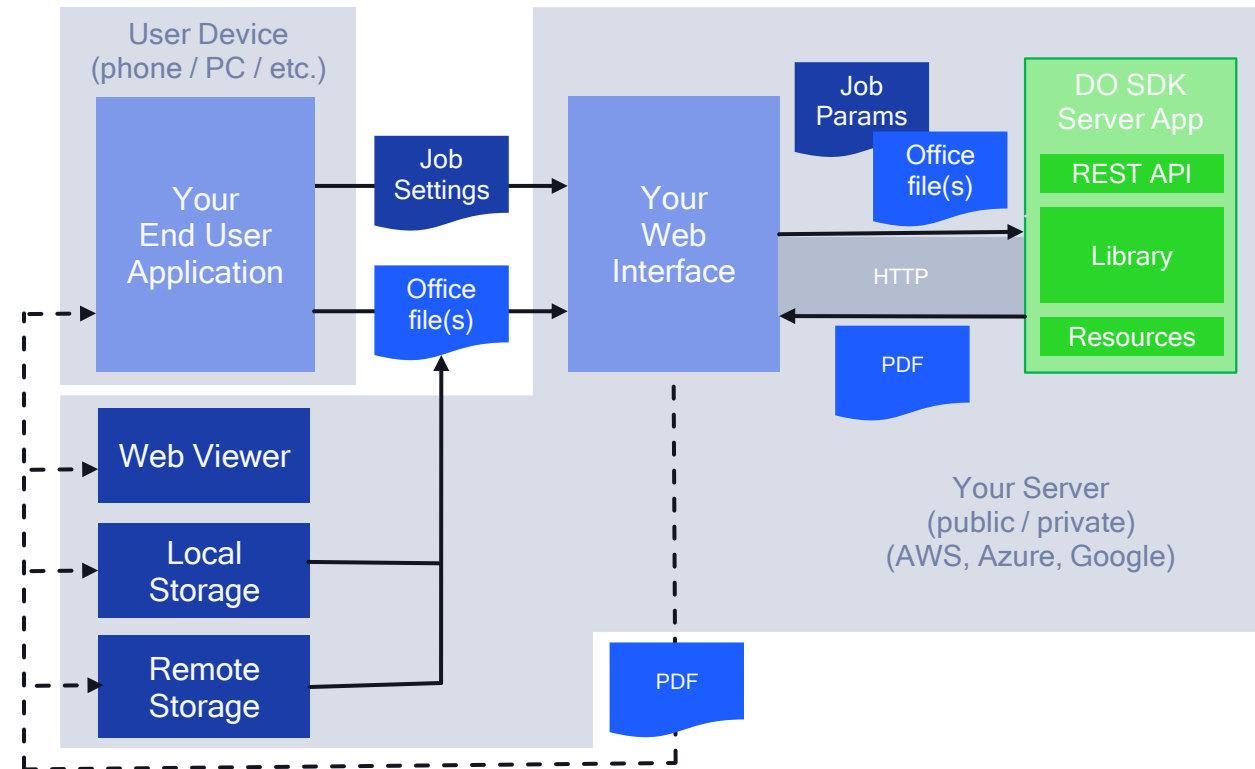 User Device
(phone / PC / etc.)
Your
End User
Application
Job
Settings
Office
file(s)
Your
Web
Interface
Job
Params
Office
file(s)
HTTP
PDF
DO SDK
Server App
REST API
Library
Resources
Web Viewer
Local
Storage
Remote
Storage
Your Server
(public / private)
(AWS, Azure, Google)
PDF